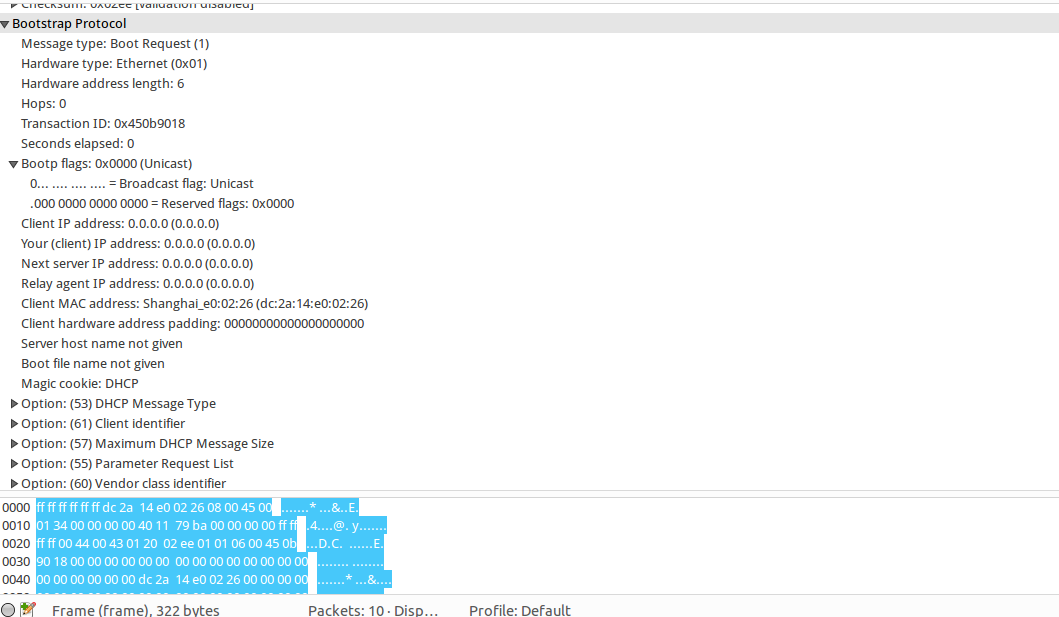 Checksum: 0x02ee [validation disabled]
Bootstrap Protocol
Message type: Boot Request (1)
Hardware type: Ethernet (0x01)
Hardware address length: 6
Hops: 0
Transaction ID: 0x450b9018
Seconds elapsed: 0
Bootp flags: 0x0000 (Unicast)
0... .... .... .... = Broadcast flag: Unicast
.000 0000 0000 0000 = Reserved flags: 0x0000
Client IP address: 0.0.0.0 (0.0.0.0)
Your (client) IP address: 0.0.0.0 (0.0.0.0)
Next server IP address: 0.0.0.0 (0.0.0.0)
Relay agent IP address: 0.0.0.0 (0.0.0.0)
Client MAC address: Shanghai_e0:02:26 (dc:2a:14:e0:02:26)
Client hardware address padding: 00000000000000000000
Server host name not given
Boot file name not given
Magic cookie: DHCP
Option: (53) DHCP Message Type
Option: (61) Client identifier
Option: (57) Maximum DHCP Message Size
Option: (55) Parameter Request List
Option: (60) Vendor class identifier
0000 ff ff ff ff ff ff dc 2a 14 e0 02 26 08 00 45 00 .......* ...&..E.
0010 01 34 00 00 00 00 40 11 79 ba 00 00 00 00 ff ff .4....@. y.......
0020 ff ff 00 44 00 43 01 20 02 ee 01 01 06 00 45 0b ...D.C. ......E.
0030 90 18 00 00 00 00 00 00 00 00 00 00 00 00 00 00 ........ ........
0040 00 00 00 00 00 00 dc 2a 14 e0 02 26 00 00 00 00 .......* ...&....
Frame (frame), 322 bytes Packets: 10 · Disp... Profile: Default